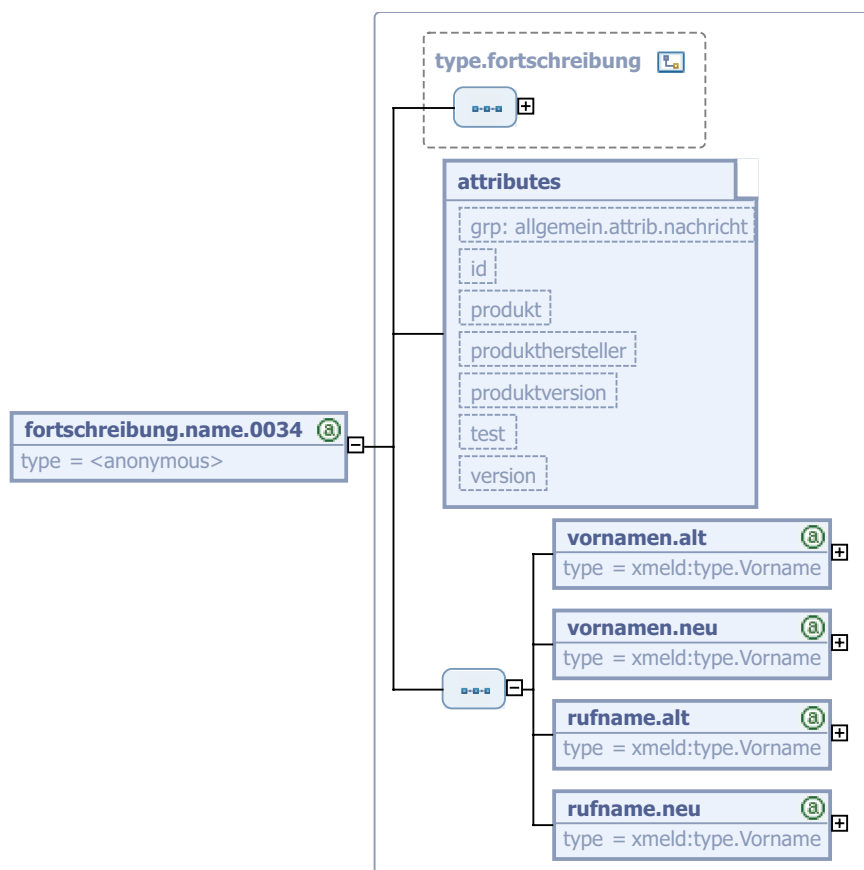 type.fortschreibung
attributes
grp: allgemein.attrib.nachricht
id
produkt
produkthersteller
produktversion
test
version
fortschreibung.name.0034
type = <anonymous>
vornamen.alt
type = xmeld:type.Vorname
vornamen.neu
type = xmeld:type.Vorname
rufname.alt
type = xmeld:type.Vorname
rufname.neu
type = xmeld:type.Vorname